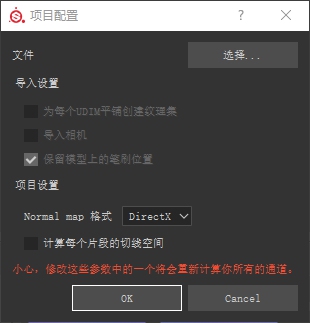 项目配置
文件
选择...
导入设置
为每个UDIM平铺创建纹理集
导入相机
保留模型上的笔刷位置
项目设置
Normal map 格式 DirectX
计算每个片段的切线空间
小心，修改这些参数中的一个将会重新计算你所有的通道。
OK Cancel